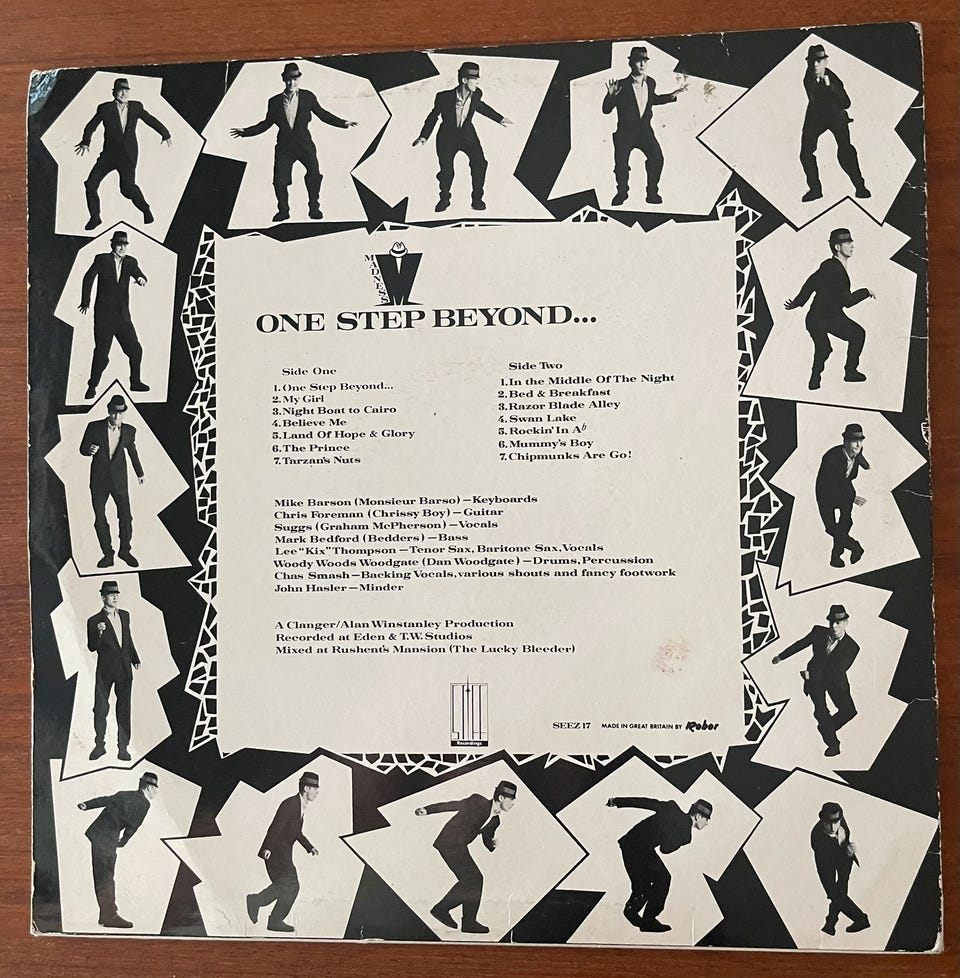 MADNESS
ONE STEP BEYOND...
Side One
1. One Step Beyond...
2. My Girl
3. Night Boat to Cairo
4. Believe Me
5. Land Of Hope & Glory
6. The Prince
7. Tarzan's Nuts
Side Two
1. In the Middle Of The Night
2. Bed & Breakfast
3. Razor Blade Alley
4. Swan Lake
5. Rockin' In A♭
6. Mummy's Boy
7. Chipmunks Are Go!
Mike Barson (Monsieur Barso) – Keyboards
Chris Foreman (Chrissy Boy) – Guitar
Suggs (Graham McPherson) – Vocals
Mark Bedford (Bedders) – Bass
Lee "Kix" Thompson – Tenor Sax, Baritone Sax, Vocals
Woody Woods Woodgate (Dan Woodgate) – Drums, Percussion
Chas Smash – Backing Vocals, various shouts and fancy footwork
John Hasler – Minder
A Clanger/Alan Winstanley Production
Recorded at Eden & T.W. Studios
Mixed at Rushent's Mansion (The Lucky Bleeder)
STIFF
Recordings
SEEZ 17 MADE IN GREAT BRITAIN BY Robor